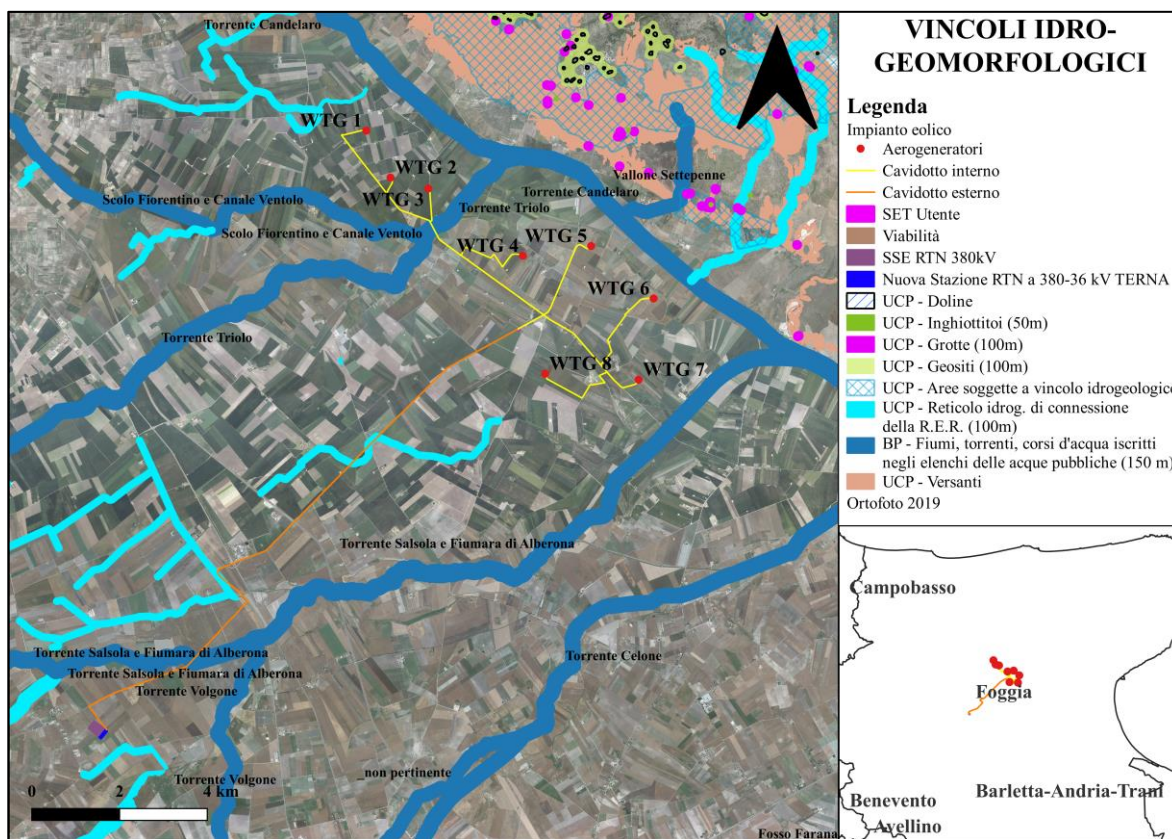 Torrente Candelaro
WTG 1
WTG 2
WTG 3
Vallone Settepenne
Torrente Candelaro
Scolo Fiorentino e Canale Ventolo
Torrente Triolo
Scolo Fiorentino e Canale Ventolo
WTG 4
WTG 5
WTG 6
Torrente Triolo
WTG 8
WTG 7
Torrente Salsola e Fiumara di Alberona
Torrente Salsola e Fiumara di Alberona
Torrente Celone
Torrente Salsola e Fiumara di Alberona
Torrente Volgone
_non pertinente
Torrente Volgone
0 2 4 km
Fosso Farana
VINCOLI IDRO-
GEOMORFOLOGICI
Legenda
Impianto eolico
Aerogeneratori
Cavidotto interno
Cavidotto esterno
SET Utente
Viabilità
SSE RTN 380kV
Nuova Stazione RTN a 380-36 kV TERNA
UCP - Doline
UCP - Inghiottitoi (50m)
UCP - Grotte (100m)
UCP - Geositi (100m)
UCP - Aree soggette a vincolo idrogeologico
UCP - Reticolo idrog. di connessione
della R.E.R. (100m)
BP - Fiumi, torrenti, corsi d'acqua iscritti
negli elenchi delle acque pubbliche (150 m)
UCP - Versanti
Ortofoto 2019
Campobasso
Foggia
Barletta-Andria-Trani
Benevento
Avellino